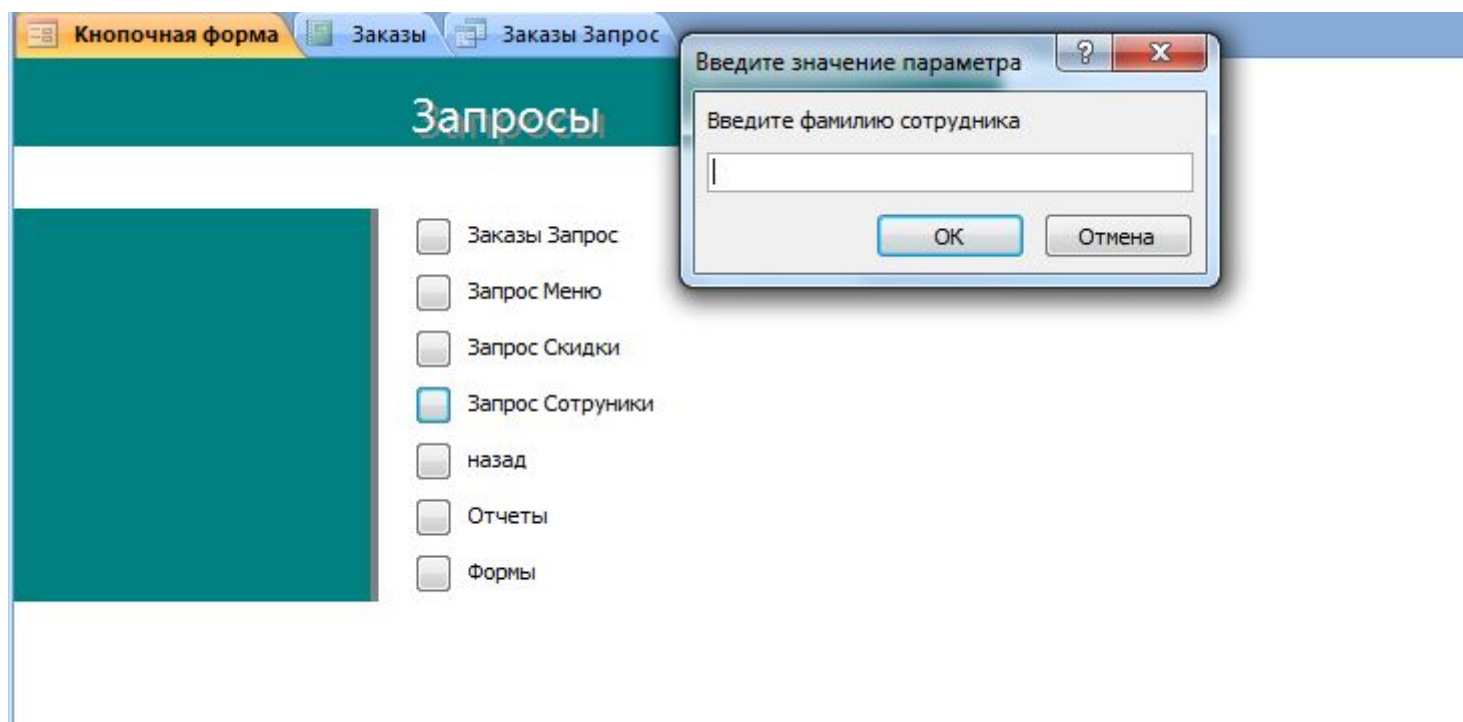 Кнопочная форма Заказы Заказы Запрос
Введите значение параметра ? X
Запросы
Введите фамилию сотрудника
OK Отмена
Заказы Запрос
Запрос Меню
Запрос Скидки
Запрос Сотруники
назад
Отчеты
Формы